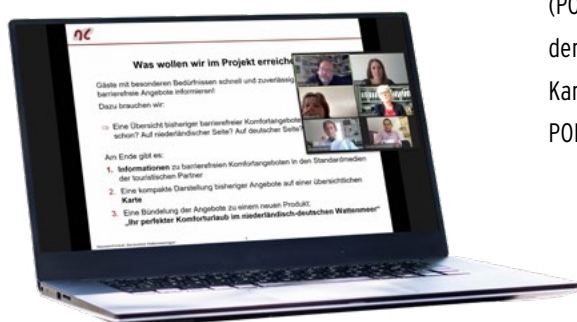 nc
Was wollen wir im Projekt erreiche
Gäste mit besonderen Bedürfnissen schnell und zuverlässig
barrierefreie Angebote informieren!
Dazu brauchen wir:
⇨ Eine Übersicht bisheriger barrierefreier Komfortangebote
schon? Auf niederländischer Seite? Auf deutscher Seite?
Am Ende gibt es:
1. Informationen zu barrierefreien Komfortangeboten in den Standardmedien
der touristischen Partner
2. Eine kompakte Darstellung bisheriger Angebote auf einer übersichtlichen
Karte
3. Eine Bündelung der Angebote zu einem neuen Produkt:
„Ihr perfekter Komforturlaub im niederländisch-deutschen Wattenmeer"
(PO
der
Kar
POI